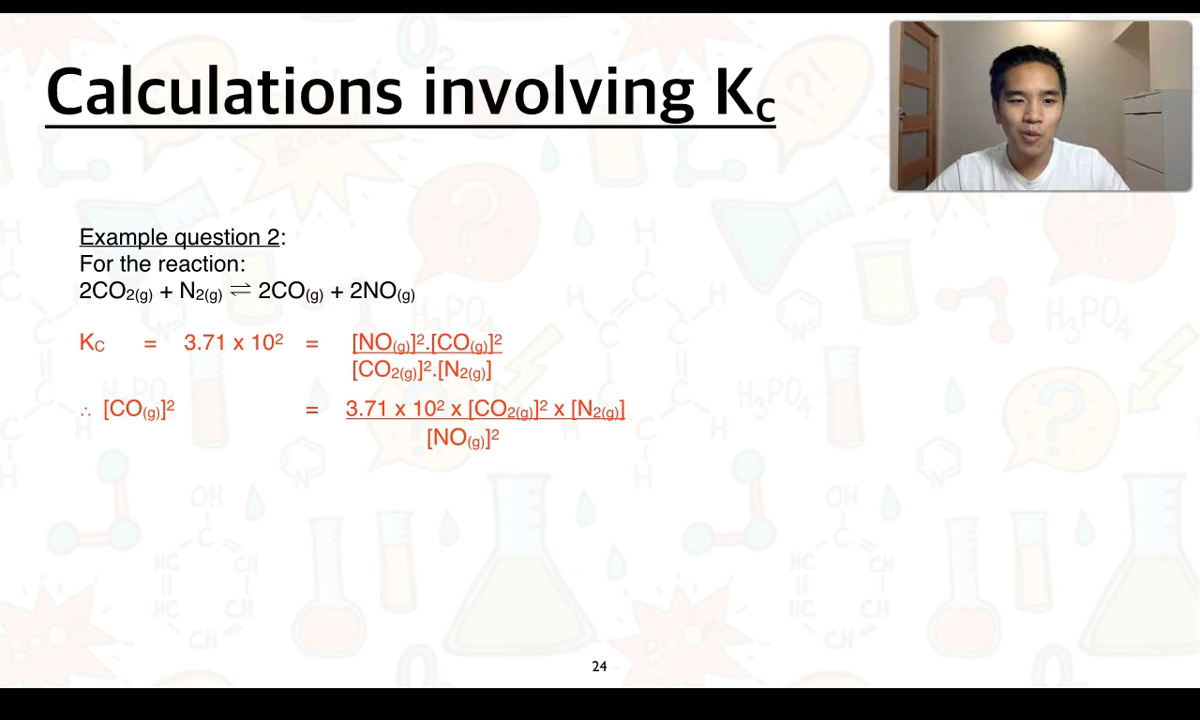 Calculations involving Kc
Example question 2:
For the reaction:
2CO2(g) + N2(g) ⇌ 2CO(g) + 2NO(g)
Kc = 3.71 x 10² = [NO(g)]².[CO(g)]²
[CO2(g)]².[N2(g)]
∴ [CO(g)]² = 3.71 x 10² x [CO2(g)]² x [N2(g)]
[NO(g)]²
24